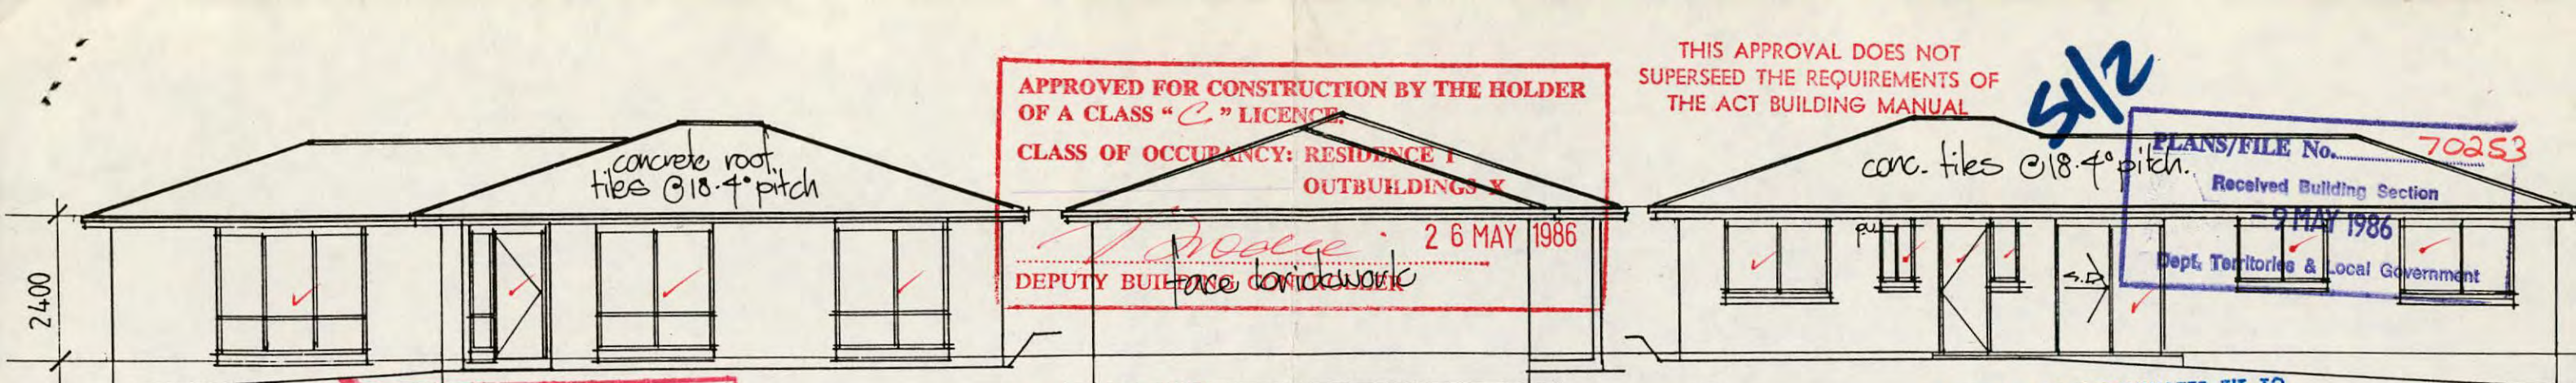 THIS APPROVAL DOES NOT
SUPERSEED THE REQUIREMENTS OF
THE ACT BUILDING MANUAL
51/2
APPROVED FOR CONSTRUCTION BY THE HOLDER
OF A CLASS "C" LICENCE.
CLASS OF OCCUPANCY: RESIDENCE I
OUTBUILDINGS X
26 MAY 1986
DEPUTY BUILDING CONTROLLER
PLANS/FILE No. 70253
Received Building Section
-9 MAY 1986
Dept. Territories & Local Government
concrete roof
tiles @18.4° pitch
face brickwork
conc. tiles @18.4° pitch.
S.D
2400